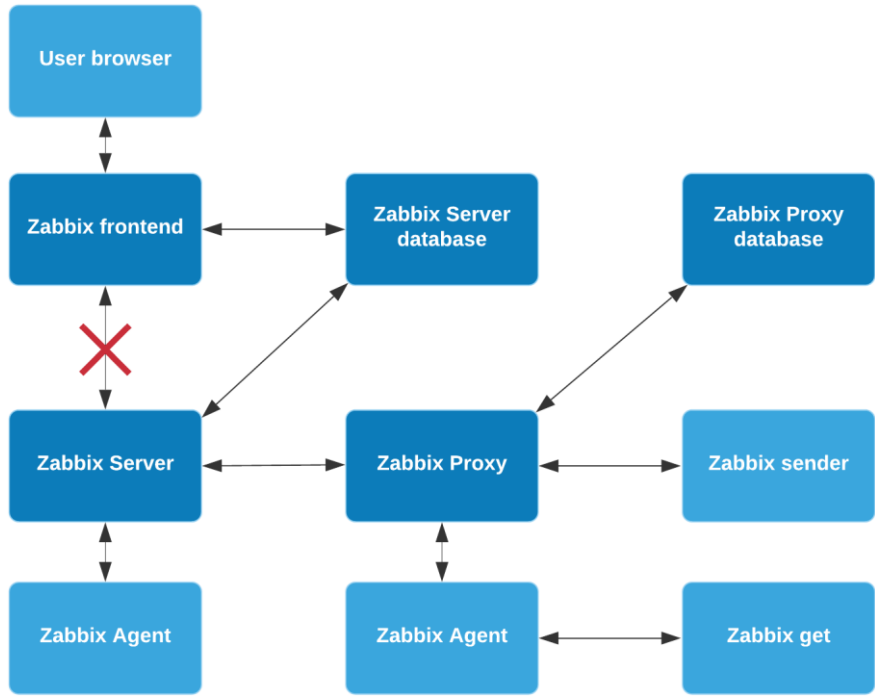 User browser
Zabbix frontend
Zabbix Server
database
Zabbix Proxy
database
Zabbix Server
Zabbix Proxy
Zabbix sender
Zabbix Agent
Zabbix Agent
Zabbix get